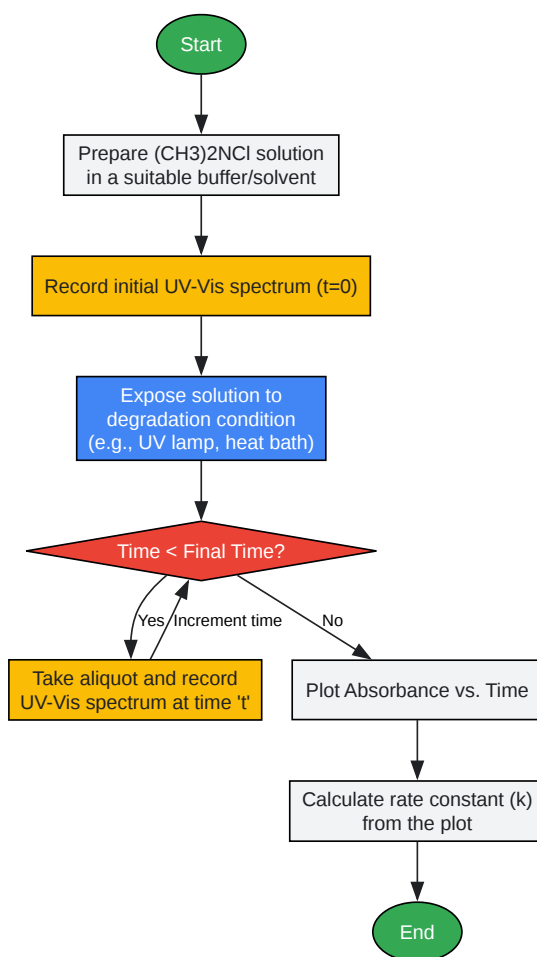 Start
Prepare (CH3)2NCl solution
in a suitable buffer/solvent
Record initial UV-Vis spectrum (t=0)
Expose solution to
degradation condition
(e.g., UV lamp, heat bath)
Time < Final Time?
Yes
Increment time
No
Take aliquot and record
UV-Vis spectrum at time 't'
Plot Absorbance vs. Time
Calculate rate constant (k)
from the plot
End